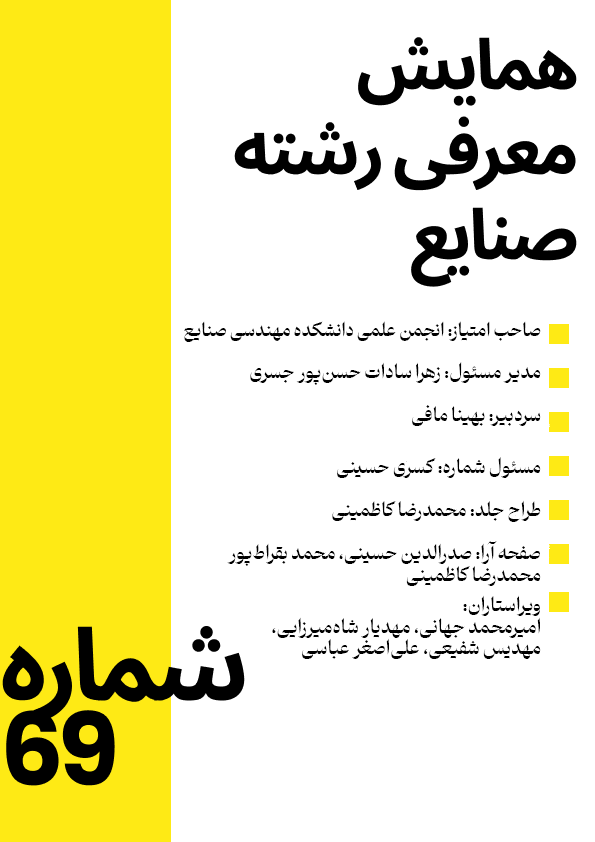 همایش
معرفی رشته
صنایع
صاحب امتیاز: انجمن علمی دانشکده مهندسی صنایع
مدیر مسئول: زهرا سادات حسن‌پور جسری
سردبیر: بهینا مافی
مسئول شماره: کسری حسینی
طراح جلد: محمدرضا کاظمینی
صفحه آرا: صدرالدین حسینی، محمد بقراط پور
محمدرضا کاظمینی
ویراستاران:
امیرمحمد جهانی، مهدیار شاه‌میرزایی،
مهدیس شفیعی، علی‌اصغر عباسی
شماره
69